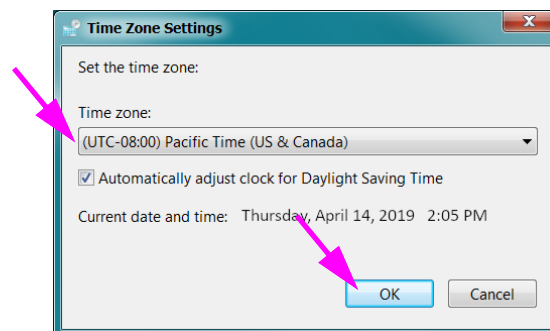 Time Zone Settings
Set the time zone:
Time zone:
(UTC-08:00) Pacific Time (US & Canada)
Automatically adjust clock for Daylight Saving Time
Current date and time: Thursday, April 14, 2019 2:05 PM
OK Cancel